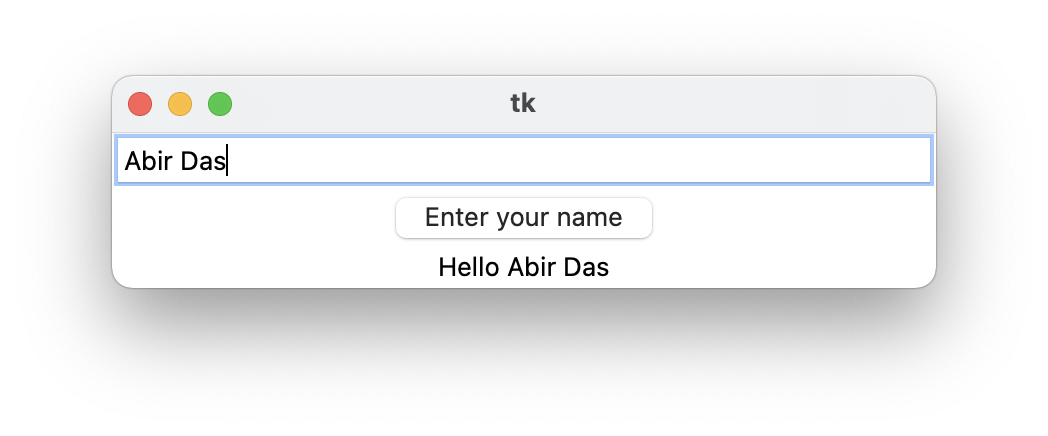 tk
Abir Das
Enter your name
Hello Abir Das